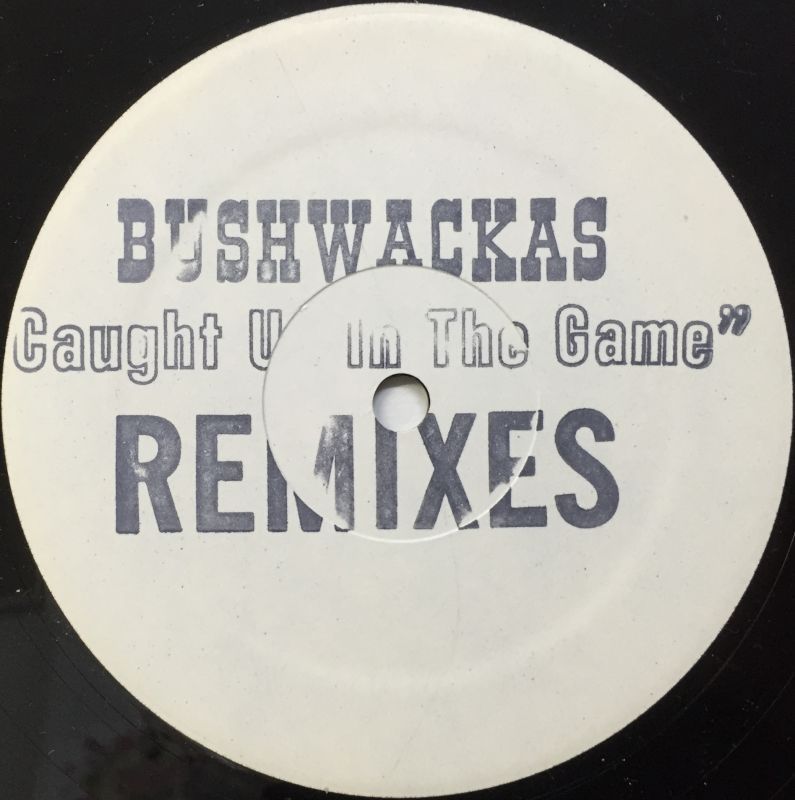 BUSHWACKAS
Caught U In The Game”
REMIXES